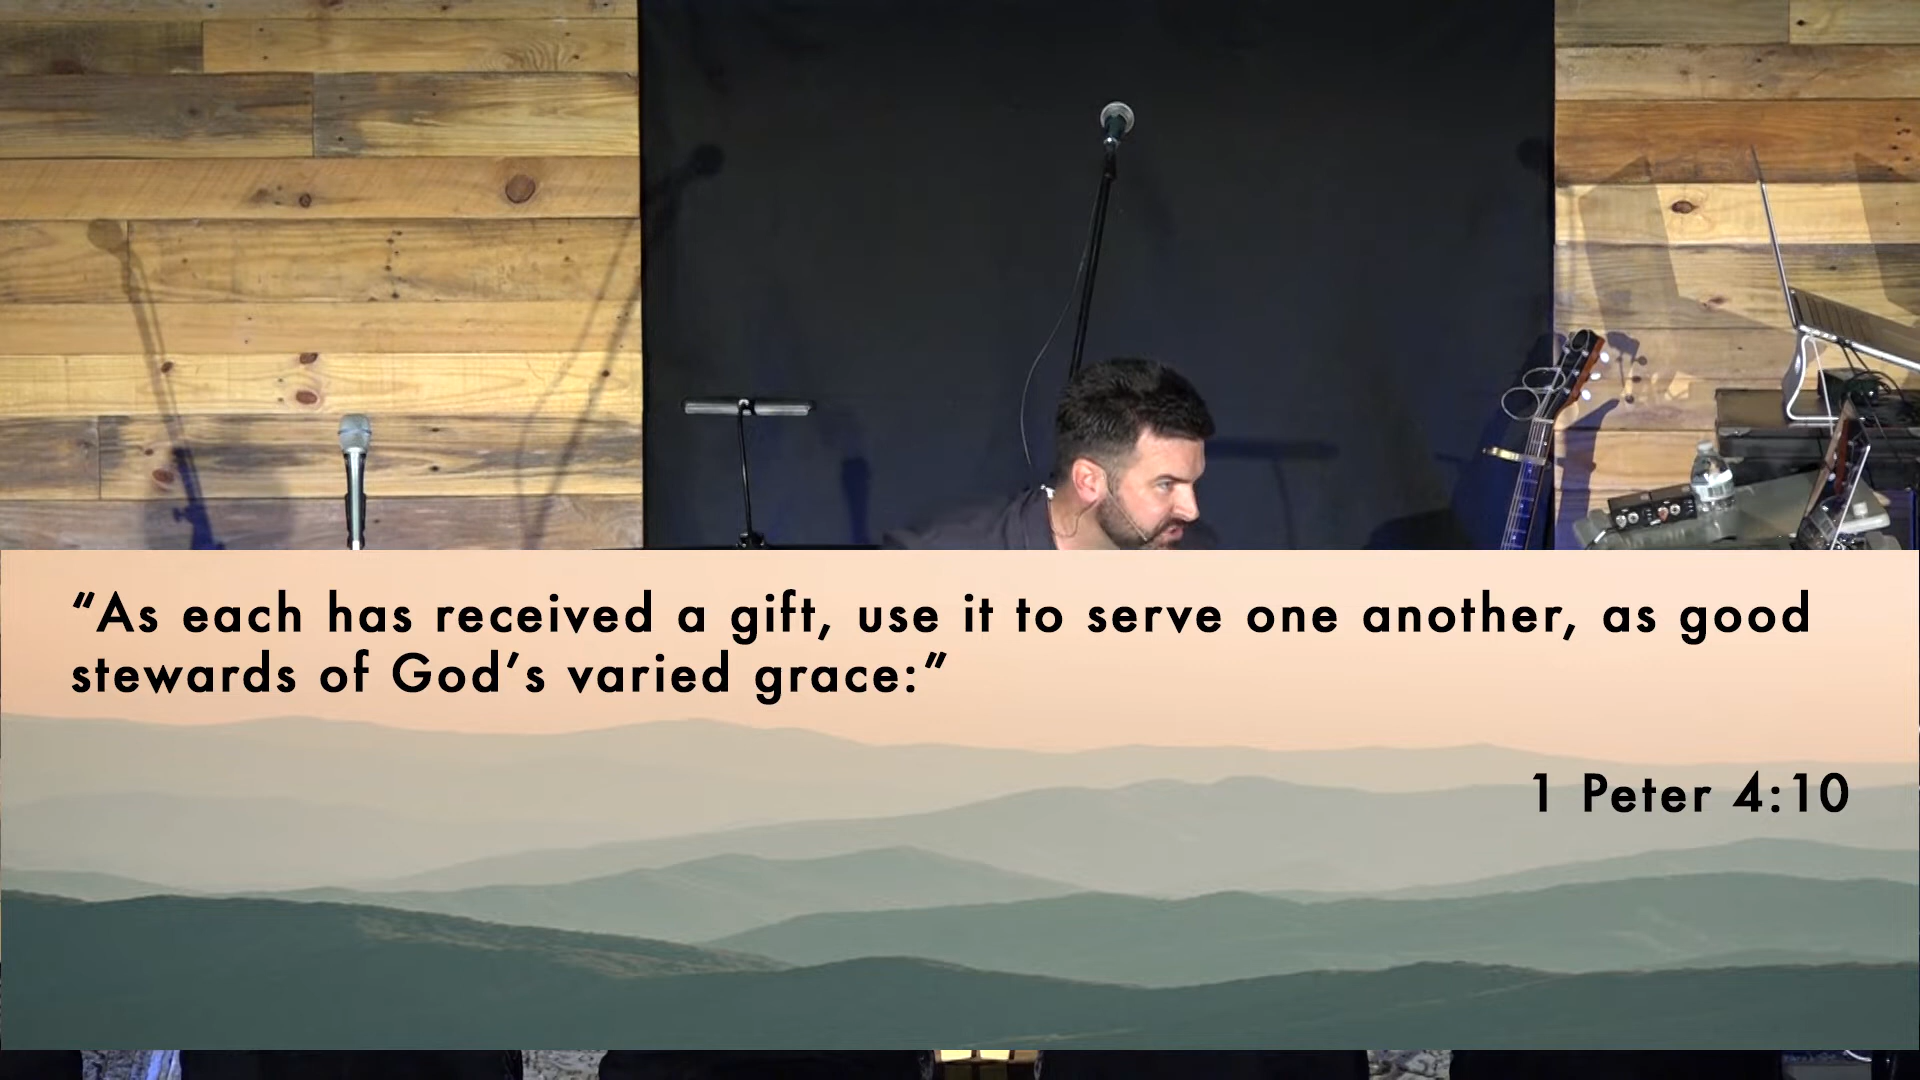 “As each has received a gift, use it to serve one another, as good
stewards of God’s varied grace:”
1 Peter 4:10